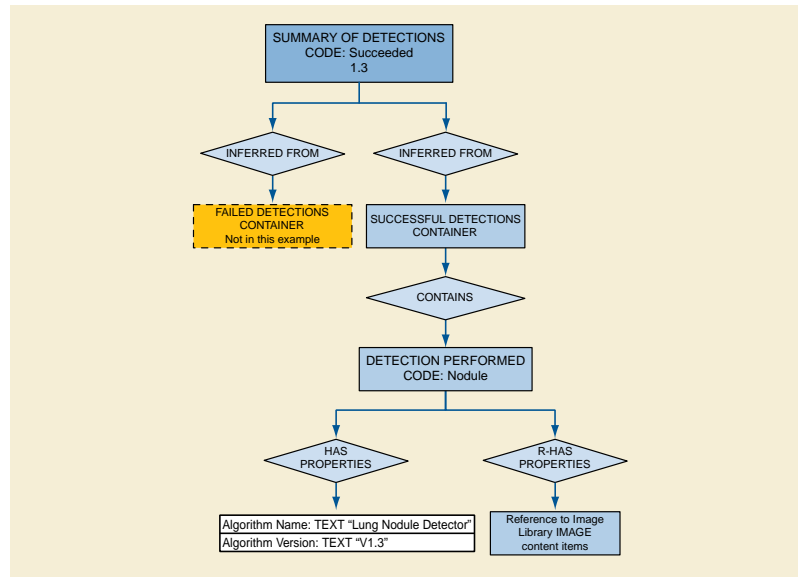 SUMMARY OF DETECTIONS
CODE: Succeeded
1.3
INFERRED FROM
INFERRED FROM
FAILED DETECTIONS
CONTAINER
Not in this example
SUCCESSFUL DETECTIONS
CONTAINER
CONTAINS
DETECTION PERFORMED
CODE: Nodule
HAS
PROPERTIES
R-HAS
PROPERTIES
Algorithm Name: TEXT “Lung Nodule Detector”
Algorithm Version: TEXT “V1.3”
Reference to Image
Library IMAGE
content items